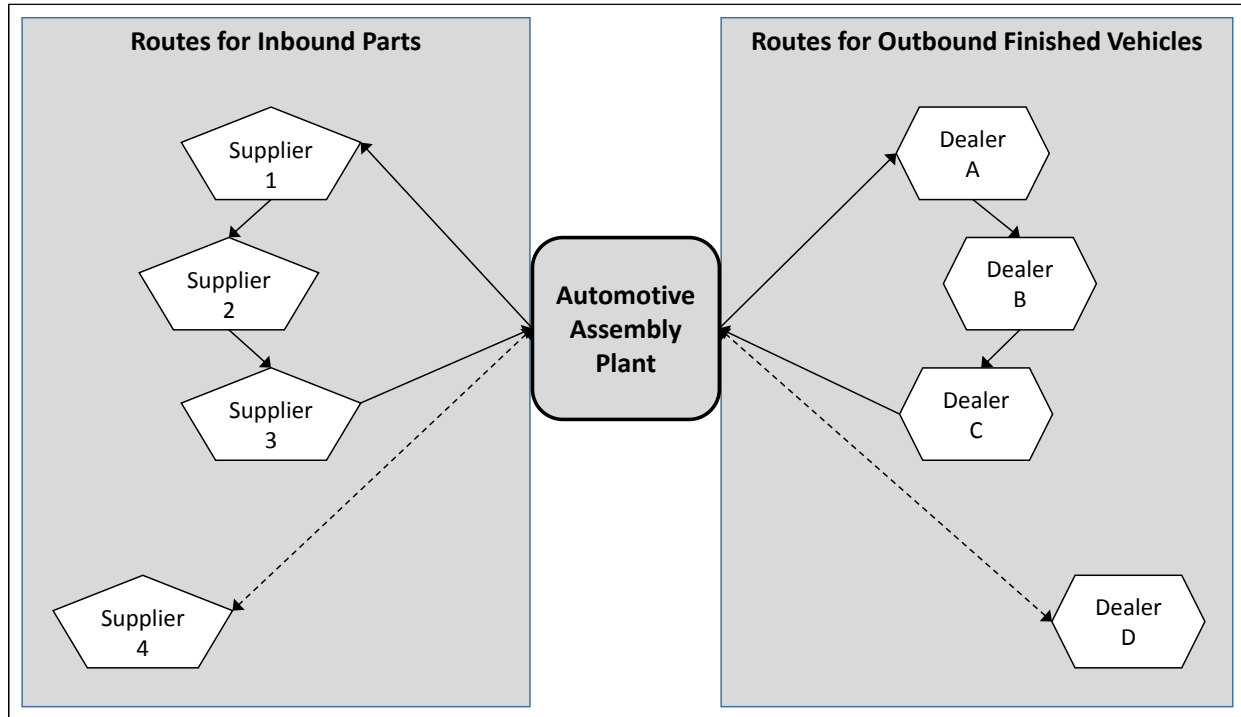 Routes for Inbound Parts
Supplier
1
Supplier
2
Supplier
3
Supplier
4
Automotive
Assembly
Plant
Routes for Outbound Finished Vehicles
Dealer
A
Dealer
B
Dealer
C
Dealer
D